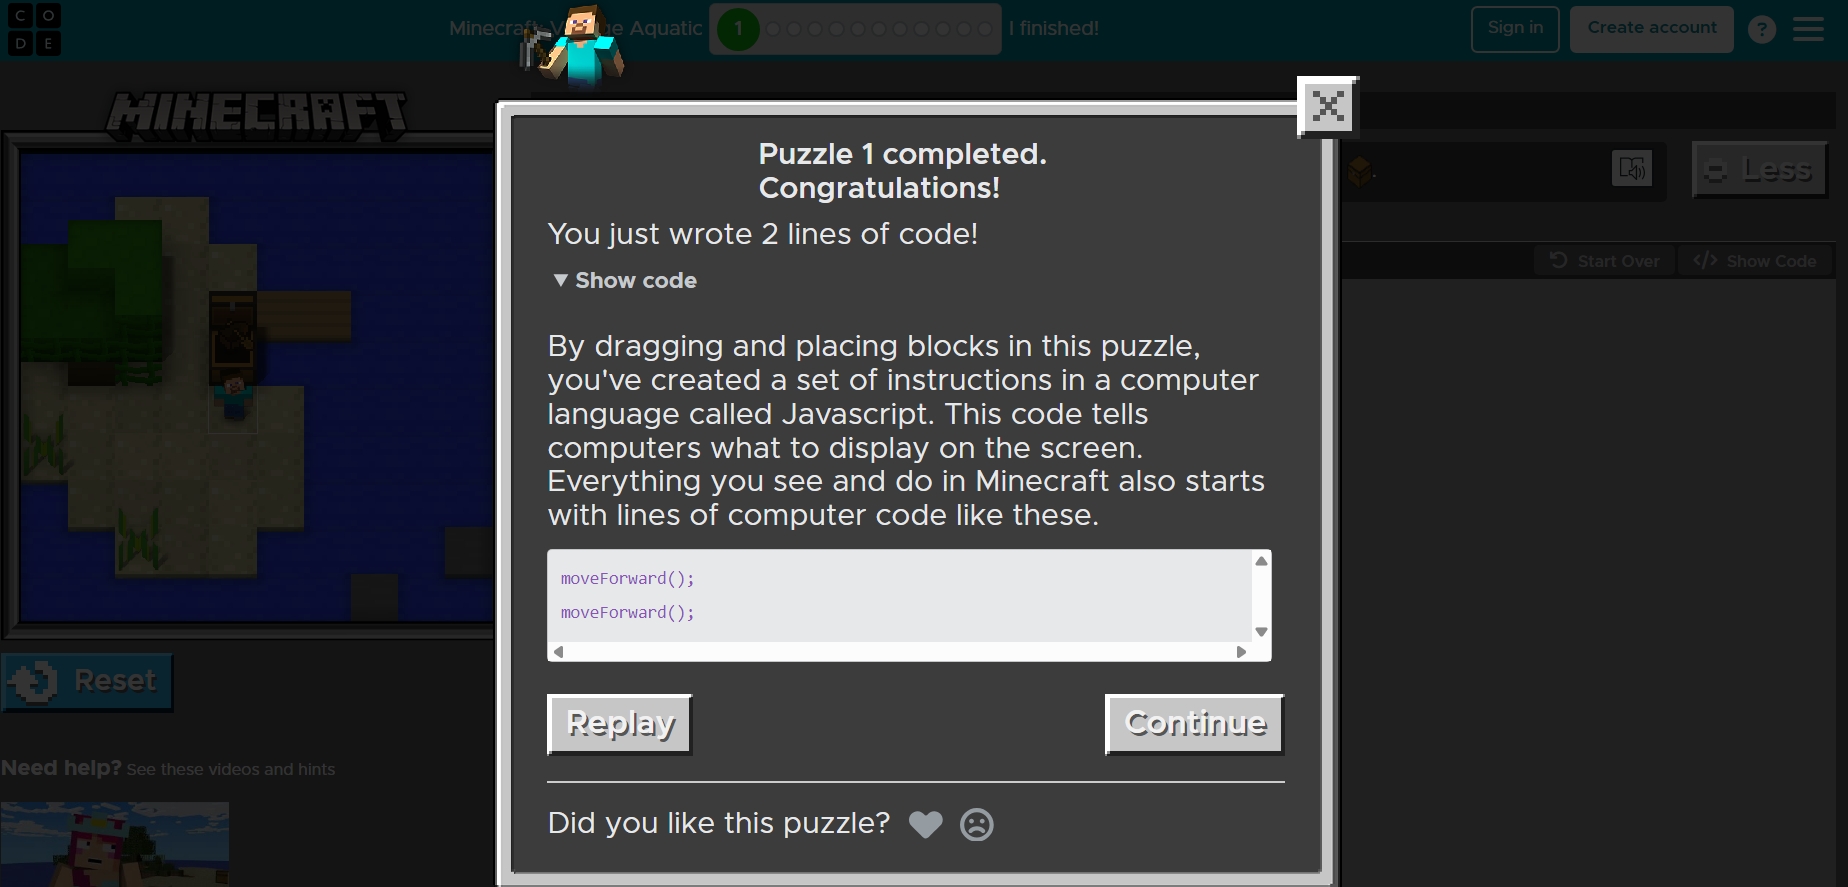 C O
D E
Minecraft: V ge Aquatic
1
I finished!
Sign in
Create account
?
MINECRAFT
Less
Puzzle 1 completed.
Congratulations!
You just wrote 2 lines of code!
▼ Show code
Start Over
</> Show Code
By dragging and placing blocks in this puzzle,
you've created a set of instructions in a computer
language called Javascript. This code tells
computers what to display on the screen.
Everything you see and do in Minecraft also starts
with lines of computer code like these.
moveForward();
moveForward();
Reset
Replay
Continue
Need help? See these videos and hints
Did you like this puzzle?